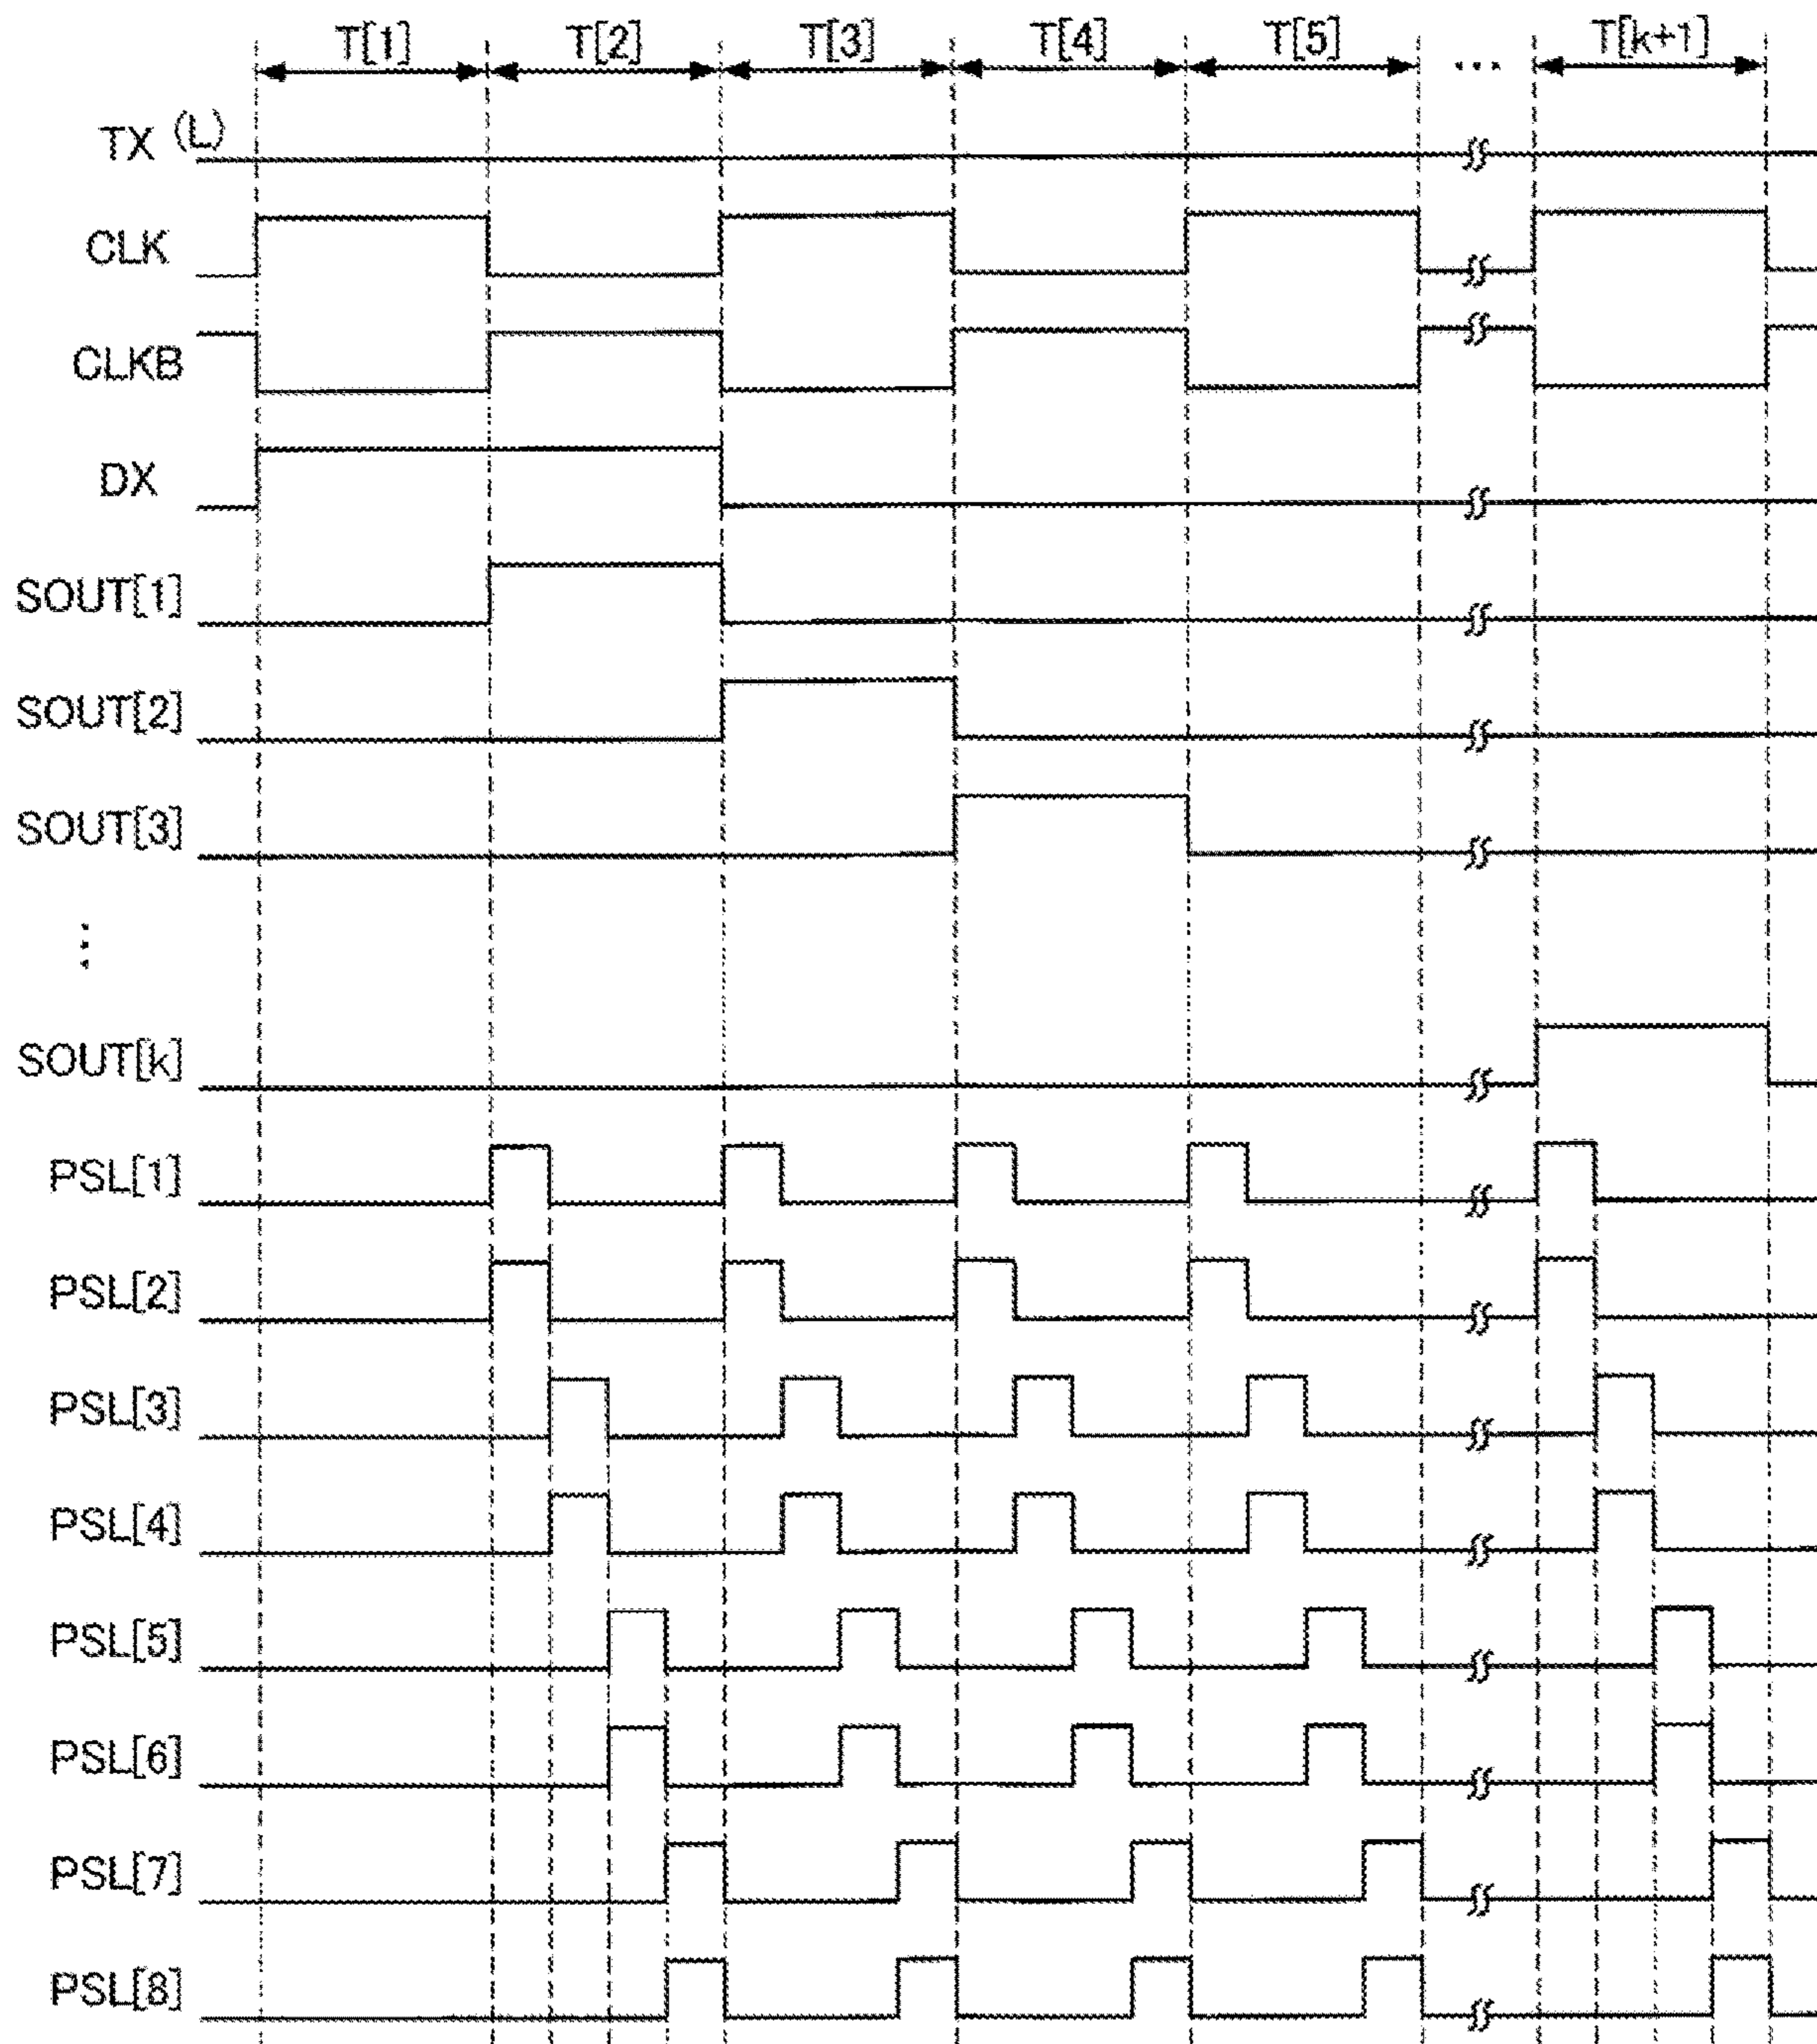 T[1] T[2] T[3] T[4] T[5] ... T[k+1]
TX (L)
CLK
CLKB
DX
SOUT[1]
SOUT[2]
SOUT[3]
⋮
SOUT[k]
PSL[1]
PSL[2]
PSL[3]
PSL[4]
PSL[5]
PSL[6]
PSL[7]
PSL[8]